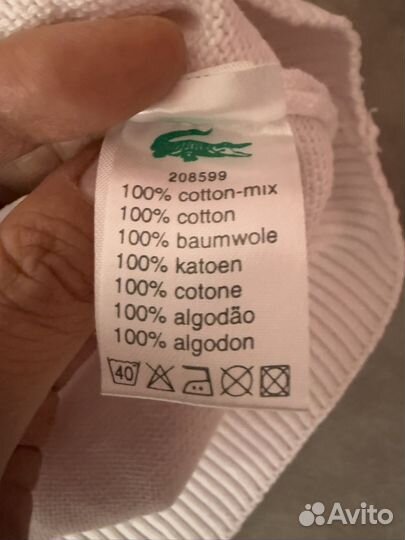 208599
100% cotton-mix
100% cotton
100% baumwole
100% katoen
100% cotone
100% algodão
100% algodon
40
Avito